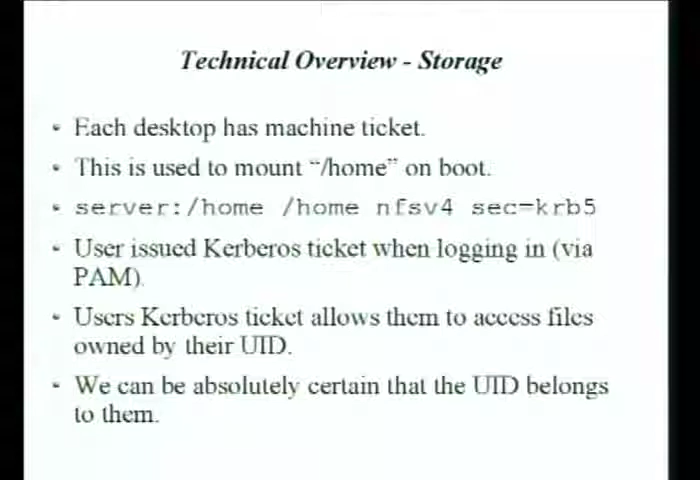 Technical Overview - Storage
• Each desktop has machine ticket.
• This is used to mount "/home" on boot.
• server:/home /home nfsv4 sec=krb5
• User issued Kerberos ticket when logging in (via
PAM)
• Users Kerberos ticket allows them to access files
owned by their UID.
• We can be absolutely certain that the UID belongs
to them.